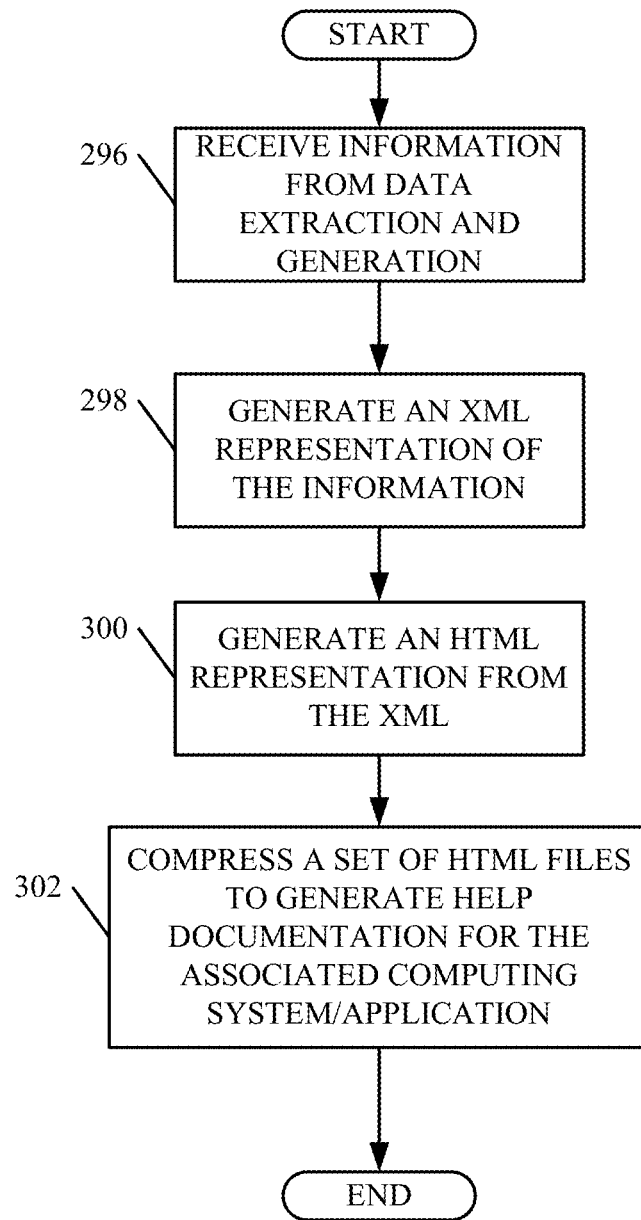 START
296
RECEIVE INFORMATION
FROM DATA
EXTRACTION AND
GENERATION
298
GENERATE AN XML
REPRESENTATION OF
THE INFORMATION
300
GENERATE AN HTML
REPRESENTATION FROM
THE XML
302
COMPRESS A SET OF HTML FILES
TO GENERATE HELP
DOCUMENTATION FOR THE
ASSOCIATED COMPUTING
SYSTEM/APPLICATION
END